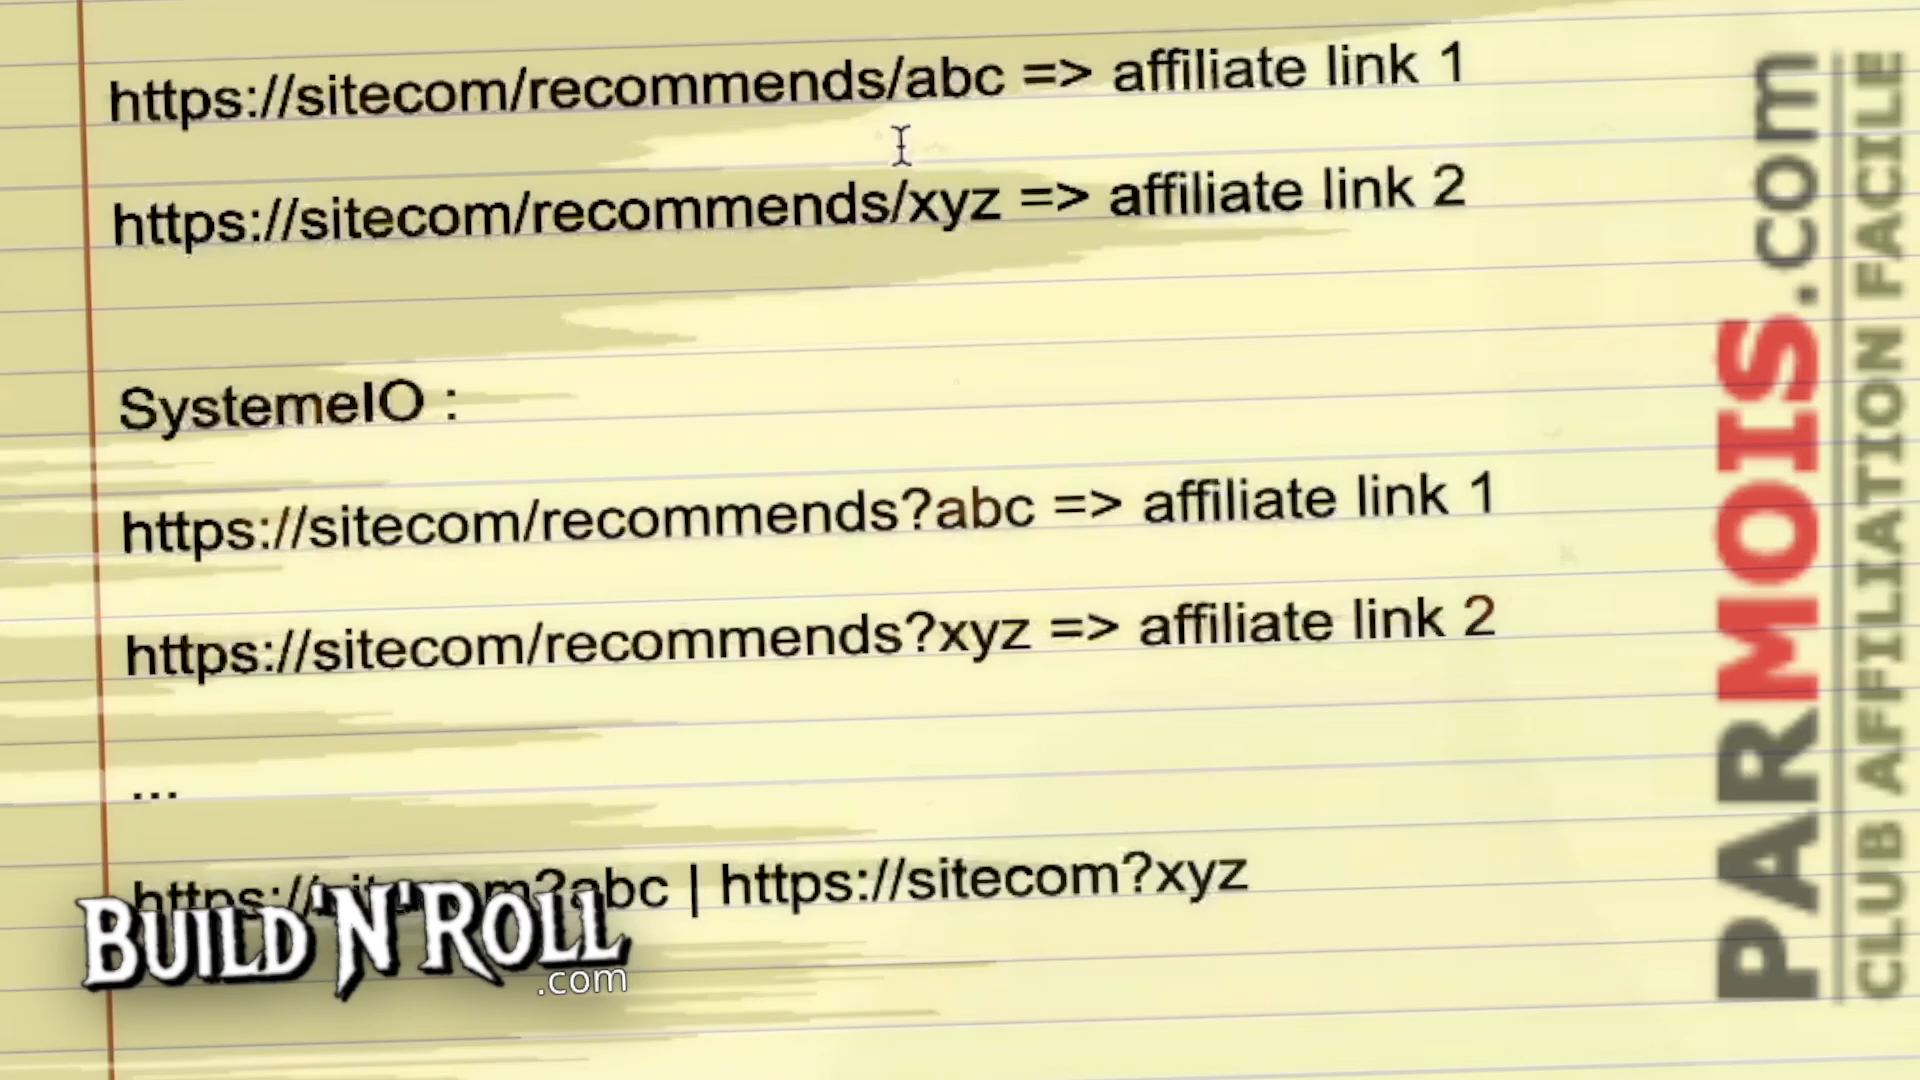 https://sitecom/recommends/abc => affiliate link 1
https://sitecom/recommends/xyz => affiliate link 2
SystemeIO :
https://sitecom/recommends?abc => affiliate link 1
https://sitecom/recommends?xyz => affiliate link 2
...
https://sitecom?abc | https://sitecom?xyz
BUILD'N'ROLL
.com
PARMOIS.com
CLUB AFFILIATION FACILE